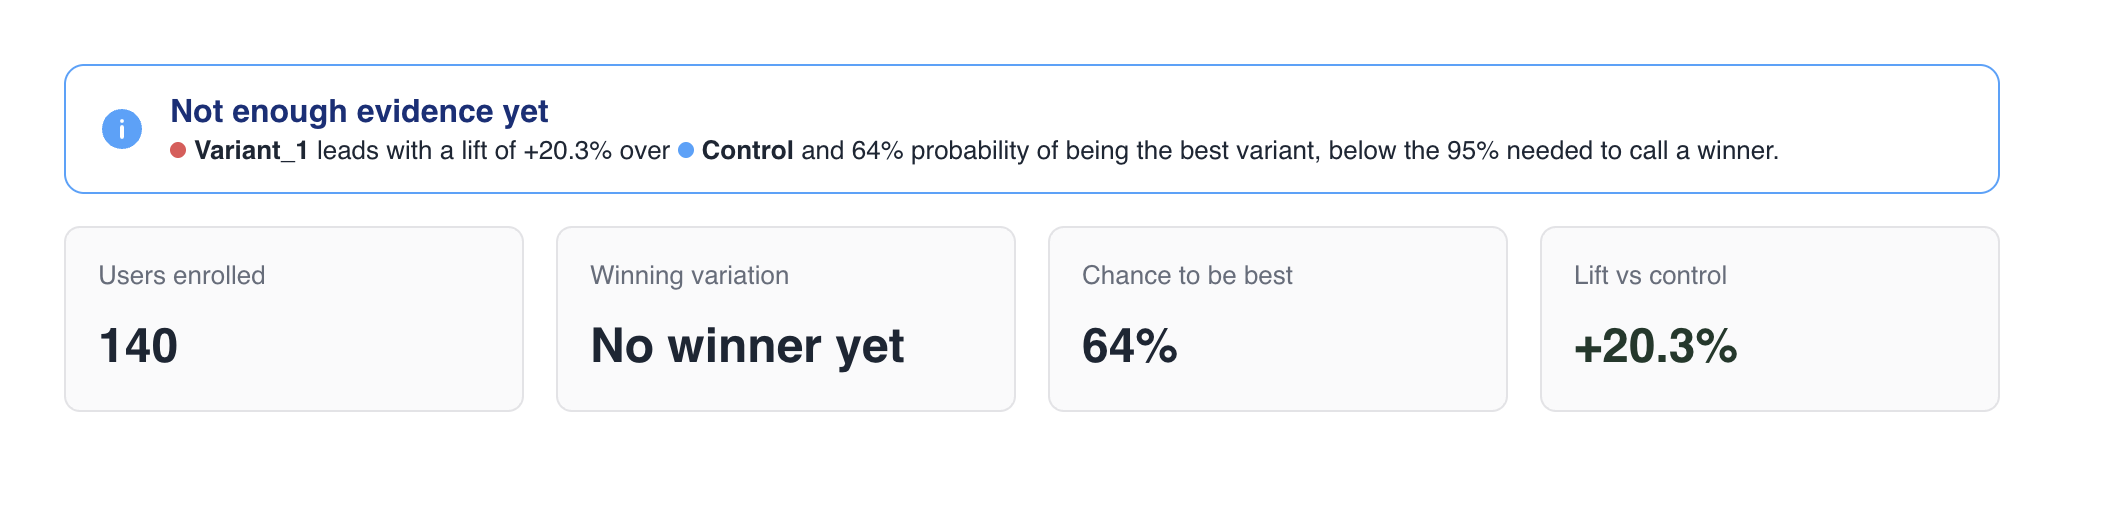 Not enough evidence yet
Variant_1 leads with a lift of +20.3% over Control and 64% probability of being the best variant, below the 95% needed to call a winner.
Users enrolled
140
Winning variation
No winner yet
Chance to be best
64%
Lift vs control
+20.3%